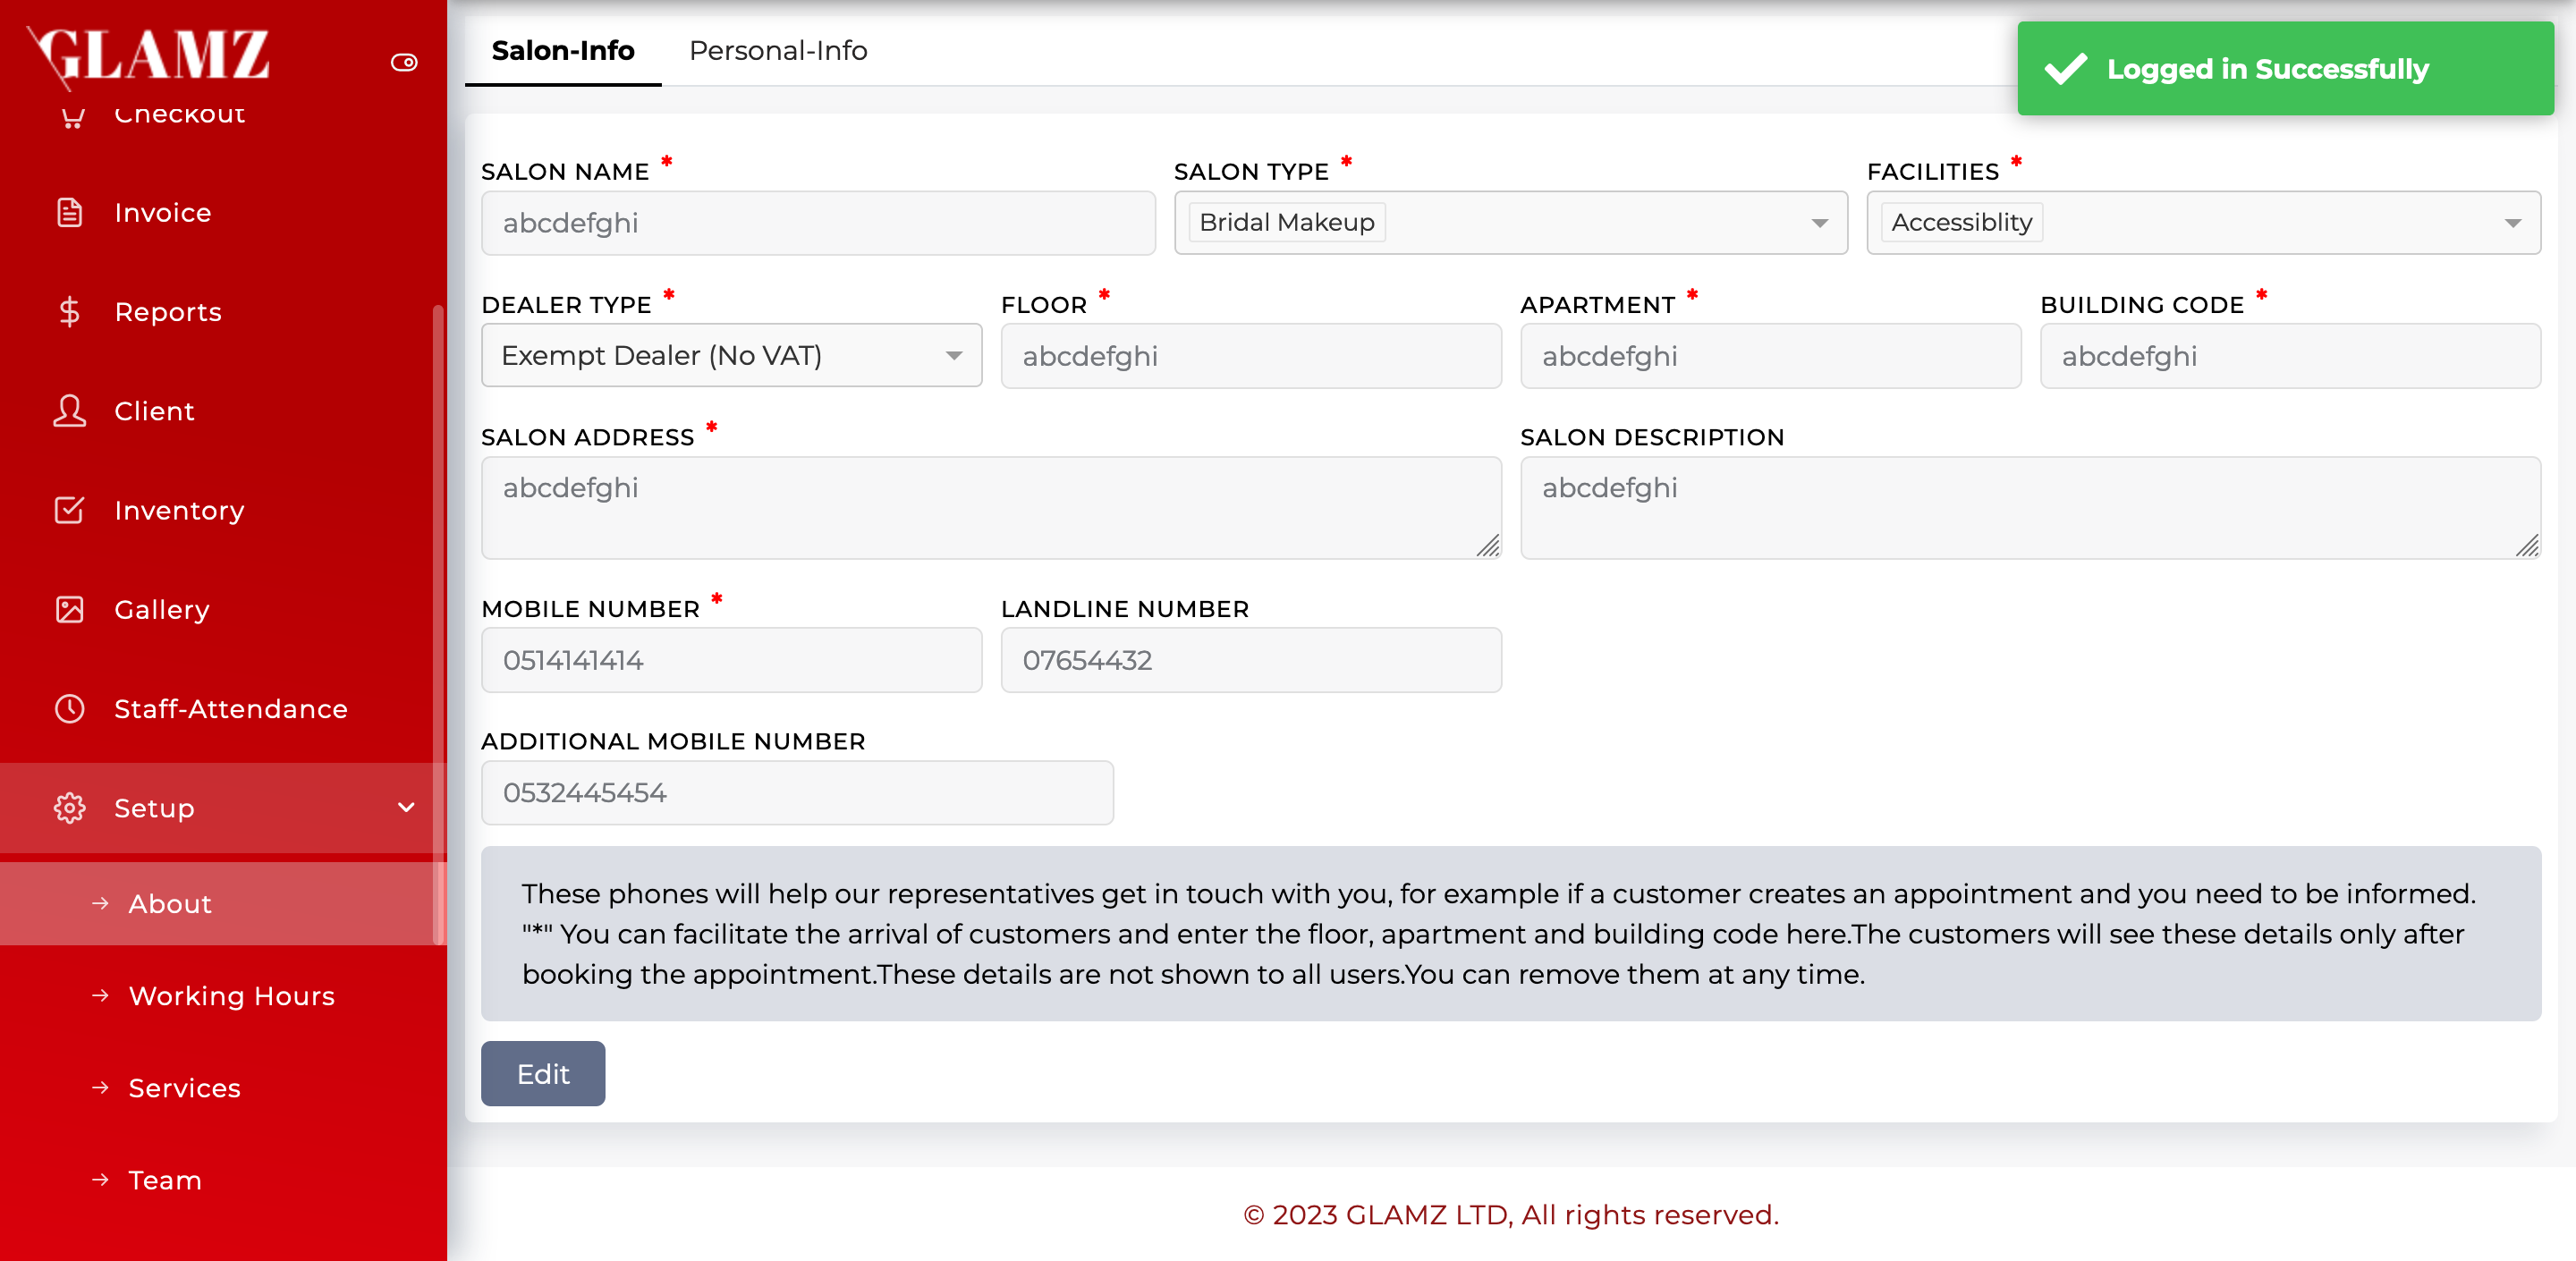 GLAMZ
Checkout
Invoice
Reports
Client
Inventory
Gallery
Staff-Attendance
Setup
About
Working Hours
Services
Team
Salon-Info Personal-Info
Logged in Successfully
SALON NAME * SALON TYPE * FACILITIES *
abcdefghi Bridal Makeup Accessiblity
DEALER TYPE * FLOOR * APARTMENT * BUILDING CODE *
Exempt Dealer (No VAT) abcdefghi abcdefghi abcdefghi
SALON ADDRESS * SALON DESCRIPTION
abcdefghi abcdefghi
MOBILE NUMBER * LANDLINE NUMBER
0514141414 07654432
ADDITIONAL MOBILE NUMBER
0532445454
These phones will help our representatives get in touch with you, for example if a customer creates an appointment and you need to be informed.
"*" You can facilitate the arrival of customers and enter the floor, apartment and building code here.The customers will see these details only after
booking the appointment.These details are not shown to all users.You can remove them at any time.
Edit
© 2023 GLAMZ LTD, All rights reserved.